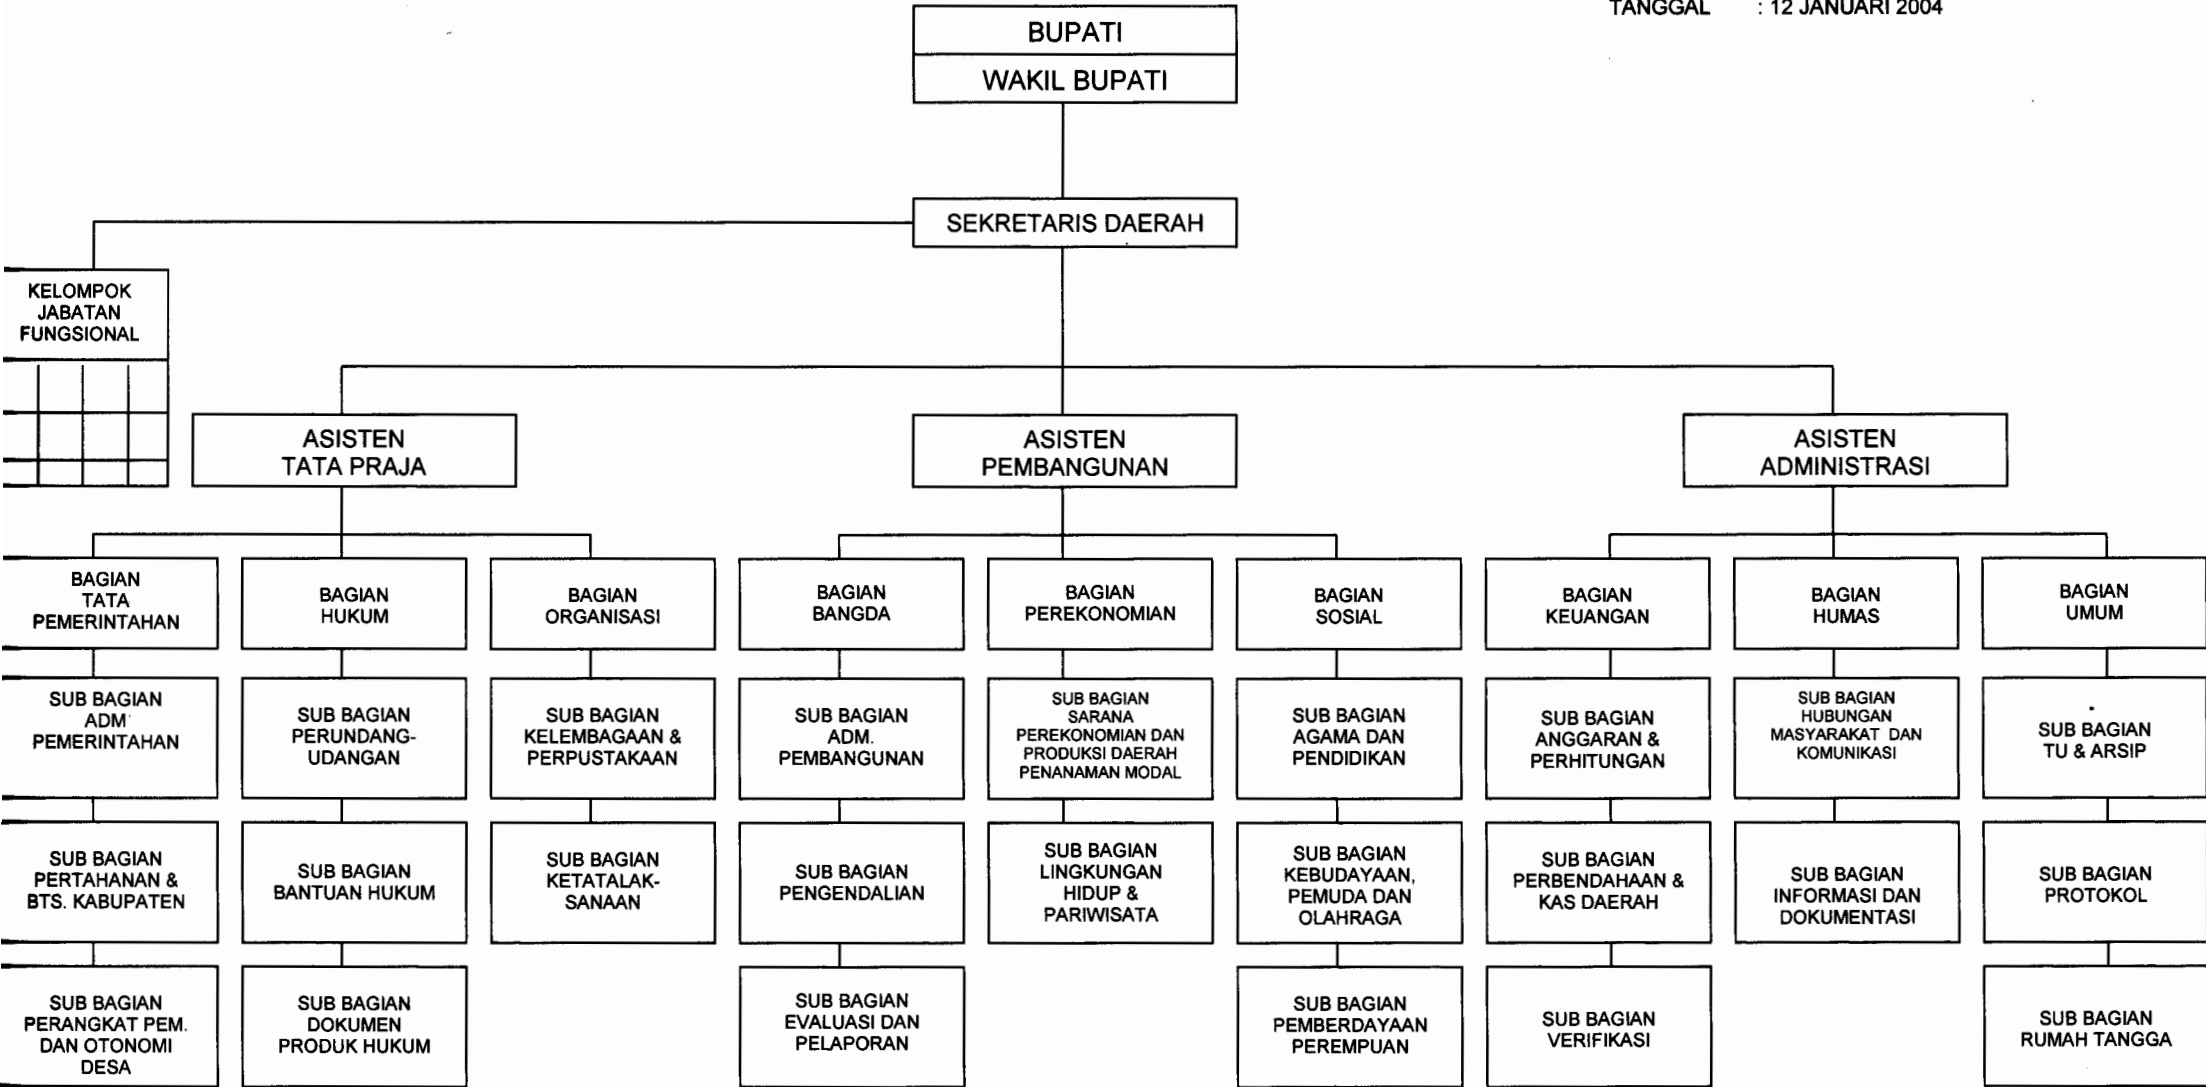 TANGGAL : 12 JANUARI 2004
BUPATI
WAKIL BUPATI
SEKRETARIS DAERAH
KELOMPOK
JABATAN
FUNGSIONAL
ASISTEN
TATA PRAJA
ASISTEN
PEMBANGUNAN
ASISTEN
ADMINISTRASI
BAGIAN
TATA
PEMERINTAHAN
BAGIAN
HUKUM
BAGIAN
ORGANISASI
BAGIAN
BANGDA
BAGIAN
PEREKONOMIAN
BAGIAN
SOSIAL
BAGIAN
KEUANGAN
BAGIAN
HUMAS
BAGIAN
UMUM
SUB BAGIAN
ADM
PEMERINTAHAN
SUB BAGIAN
PERUNDANG-
UDANGAN
SUB BAGIAN
KELEMBAGAAN &
PERPUSTAKAAN
SUB BAGIAN
ADM.
PEMBANGUNAN
SUB BAGIAN
SARANA
PEREKONOMIAN DAN
PRODUKSI DAERAH
PENANAMAN MODAL
SUB BAGIAN
AGAMA DAN
PENDIDIKAN
SUB BAGIAN
ANGGARAN &
PERHITUNGAN
SUB BAGIAN
HUBUNGAN
MASYARAKAT DAN
KOMUNIKASI
SUB BAGIAN
TU & ARSIP
SUB BAGIAN
PERTAHANAN &
BTS. KABUPATEN
SUB BAGIAN
BANTUAN HUKUM
SUB BAGIAN
KETATALAK-
SANAAN
SUB BAGIAN
PENGENDALIAN
SUB BAGIAN
LINGKUNGAN
HIDUP &
PARIWISATA
SUB BAGIAN
KEBUDAYAAN,
PEMUDA DAN
OLAHRAGA
SUB BAGIAN
PERBENDAHAAN &
KAS DAERAH
SUB BAGIAN
INFORMASI DAN
DOKUMENTASI
SUB BAGIAN
PROTOKOL
SUB BAGIAN
PERANGKAT PEM.
DAN OTONOMI
DESA
SUB BAGIAN
DOKUMEN
PRODUK HUKUM
SUB BAGIAN
EVALUASI DAN
PELAPORAN
SUB BAGIAN
PEMBERDAYAAN
PEREMPUAN
SUB BAGIAN
VERIFIKASI
SUB BAGIAN
RUMAH TANGGA